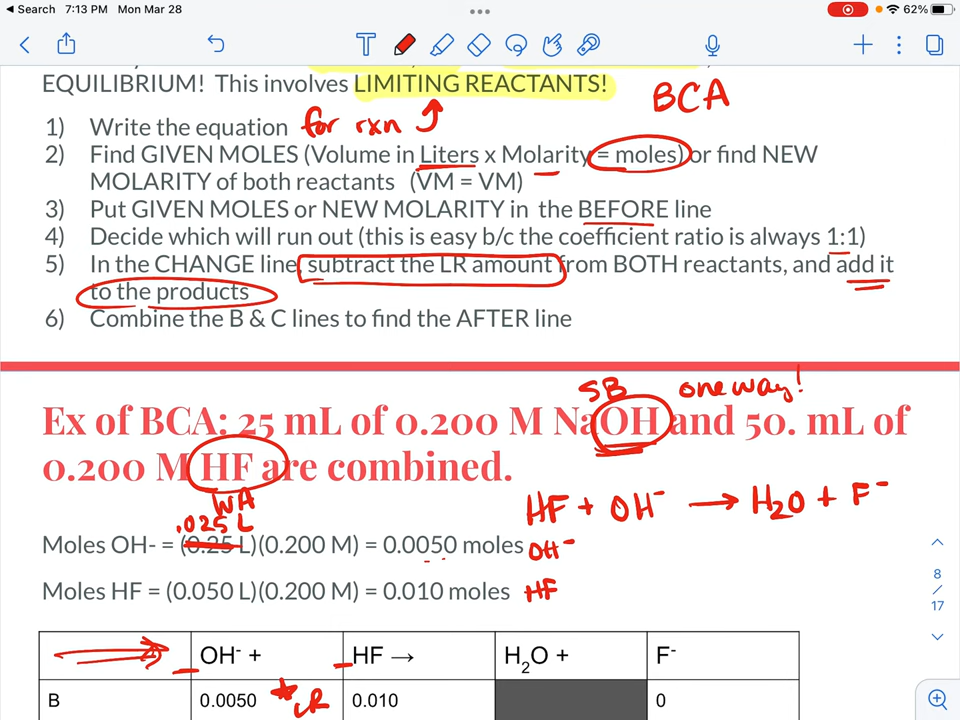 Search 7:13 PM Mon Mar 28 62%
EQUILIBRIUM! This involves LIMITING REACTANTS!
BCA
1) Write the equation for rxn
2) Find GIVEN MOLES (Volume in Liters x Molarity = moles) or find NEW
MOLARITY of both reactants (VM = VM)
3) Put GIVEN MOLES or NEW MOLARITY in the BEFORE line
4) Decide which will run out (this is easy b/c the coefficient ratio is always 1:1)
5) In the CHANGE line, subtract the LR amount from BOTH reactants, and add it
to the products
6) Combine the B & C lines to find the AFTER line
SB one way!
Ex of BCA: 25 mL of 0.200 M NaOH and 50. mL of
0.200 M HF are combined.
WA
HF + OH⁻ → H₂O + F⁻
.025 L
Moles OH- = (0.25 L)(0.200 M) = 0.0050 moles OH⁻
Moles HF = (0.050 L)(0.200 M) = 0.010 moles HF
OH⁻ + HF → H₂O + F⁻
B 0.0050 LR 0.010 0
8
/
17